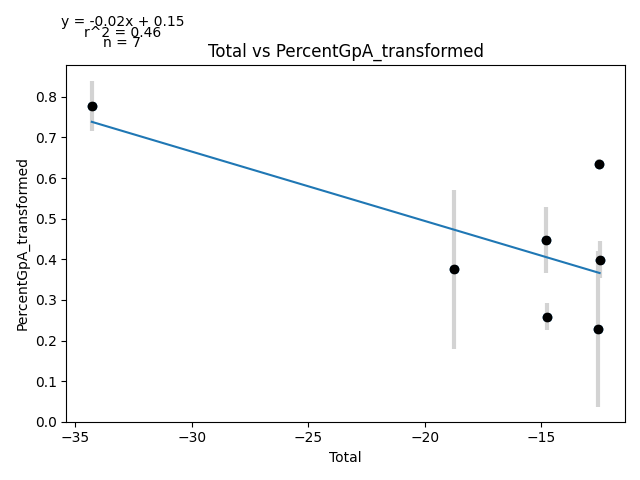 y = -0.02x + 0.15
r^2 = 0.46
n = 7
Total vs PercentGpA_transformed
PercentGpA_transformed
0.8
0.7
0.6
0.5
0.4
0.3
0.2
0.1
0.0
−35 −30 −25 −20 −15
Total